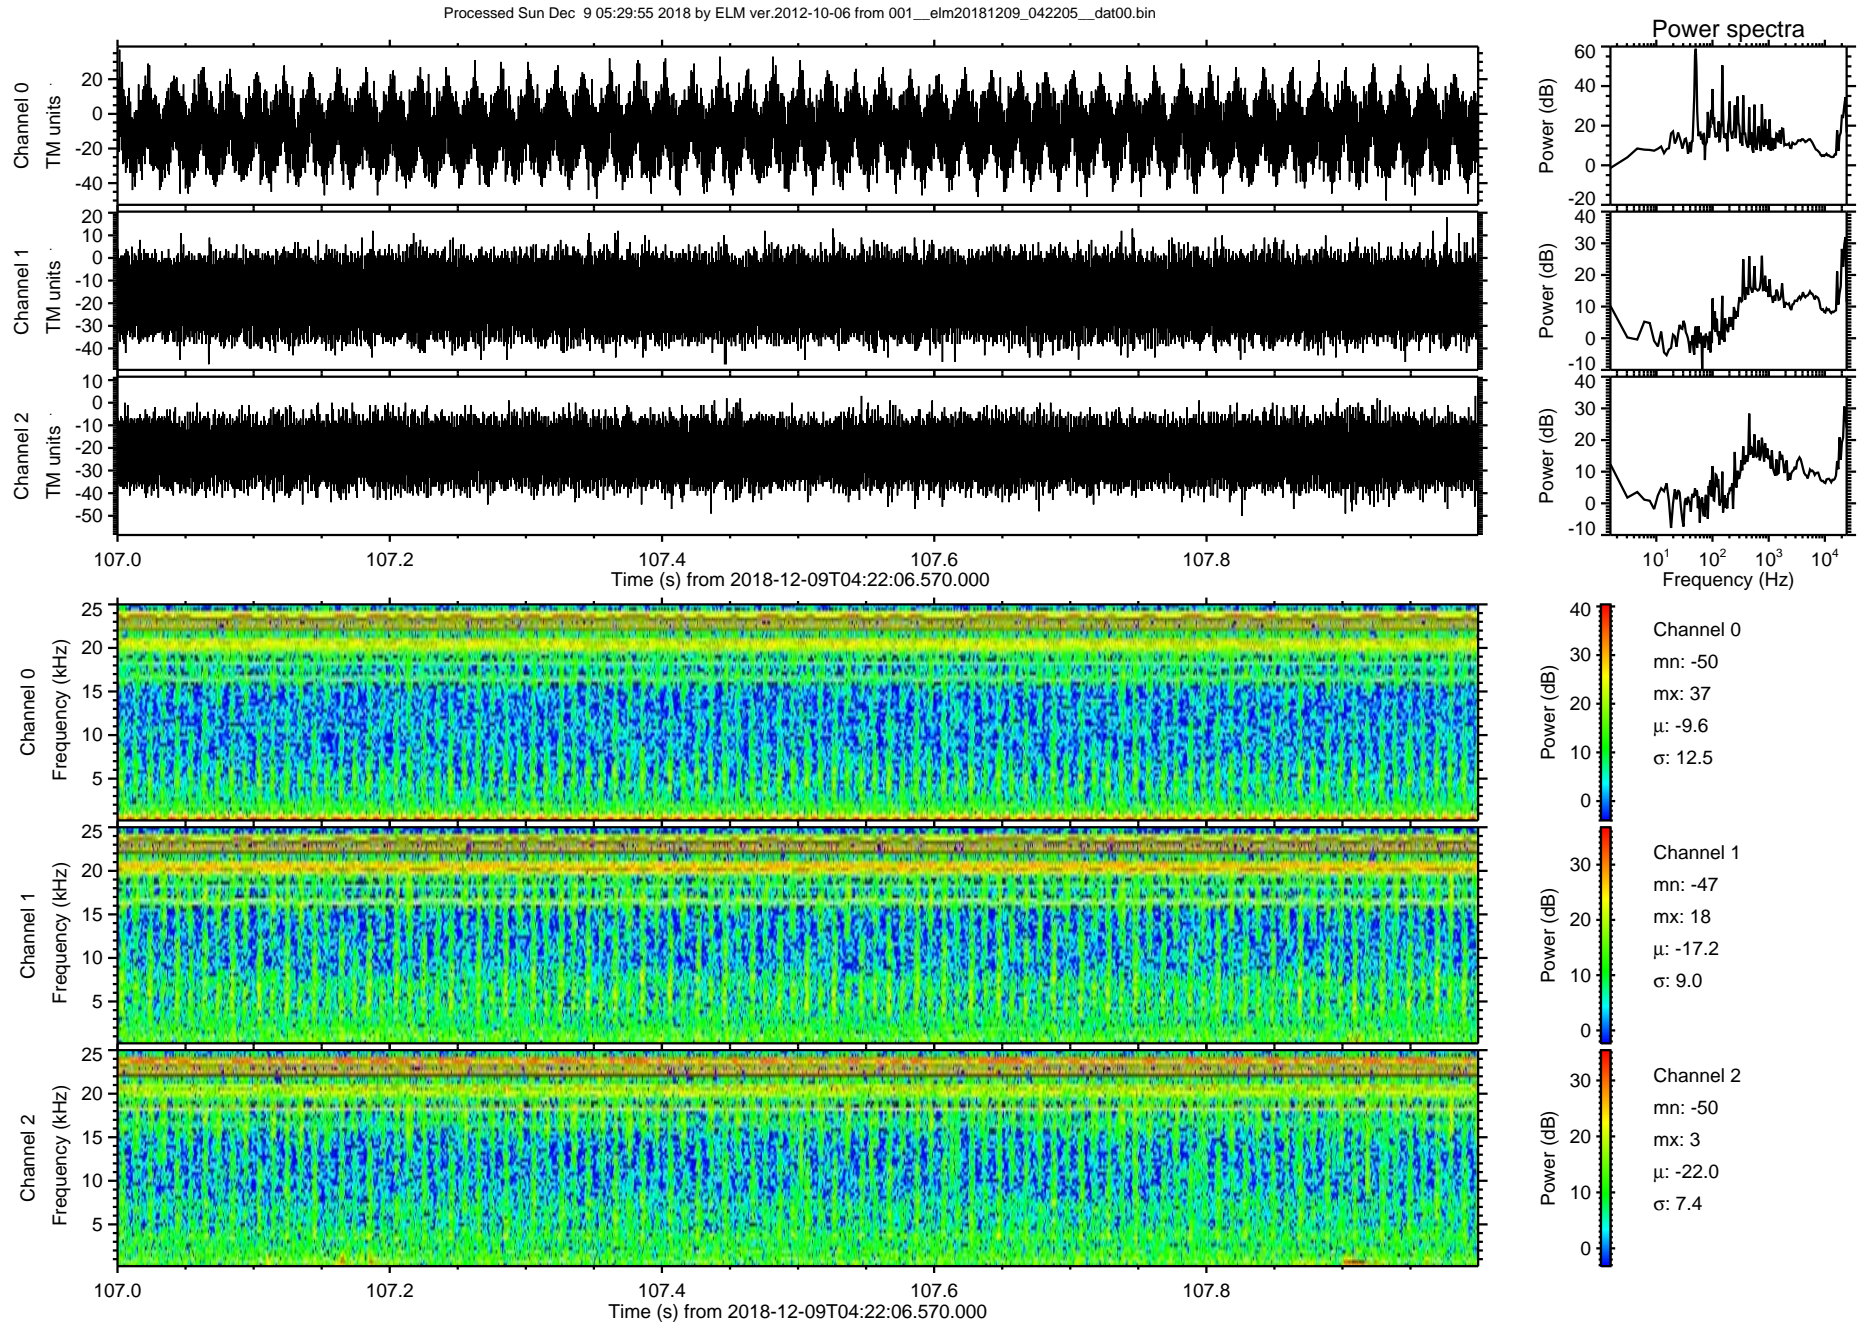 Processed Sun Dec  9 05:29:55 2018 by ELM ver.2012-10-06 from 001__elm20181209_042205__dat00.bin
Power spectra
Channel 0
TM units
20
0
-20
-40
Power (dB)
60
40
20
0
-20
Channel 1
TM units
20
10
0
-10
-20
-30
-40
Power (dB)
40
30
20
10
0
-10
Channel 2
TM units
10
0
-10
-20
-30
-40
-50
Power (dB)
40
30
20
10
0
-10
107.0 107.2 107.4 107.6 107.8
Time (s) from 2018-12-09T04:22:06.570.000
10^1 10^2 10^3 10^4
Frequency (Hz)
Channel 0
Frequency (kHz)
25
20
15
10
5
Power (dB)
40
30
20
10
0
Channel 0
mn: -50
mx: 37
μ: -9.6
σ: 12.5
Channel 1
Frequency (kHz)
25
20
15
10
5
Power (dB)
30
20
10
0
Channel 1
mn: -47
mx: 18
μ: -17.2
σ: 9.0
Channel 2
Frequency (kHz)
25
20
15
10
5
Power (dB)
30
20
10
0
Channel 2
mn: -50
mx: 3
μ: -22.0
σ: 7.4
107.0 107.2 107.4 107.6 107.8
Time (s) from 2018-12-09T04:22:06.570.000